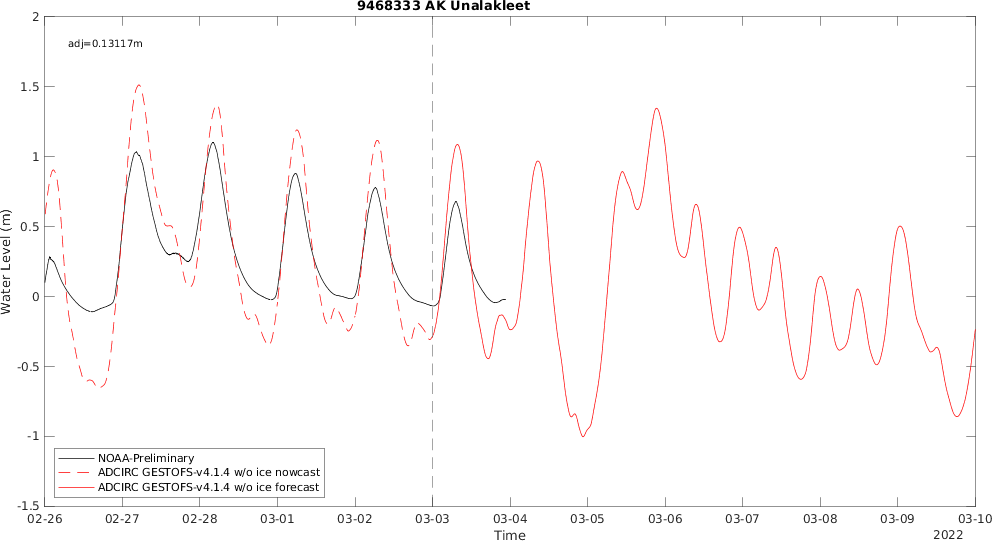 9468333 AK Unalakleet
adj=0.13117m
Water Level (m)
2
1.5
1
0.5
0
-0.5
-1
-1.5
NOAA-Preliminary
ADCIRC GESTOFS-v4.1.4 w/o ice nowcast
ADCIRC GESTOFS-v4.1.4 w/o ice forecast
02-26 02-27 02-28 03-01 03-02 03-03 03-04 03-05 03-06 03-07 03-08 03-09 03-10
Time
2022